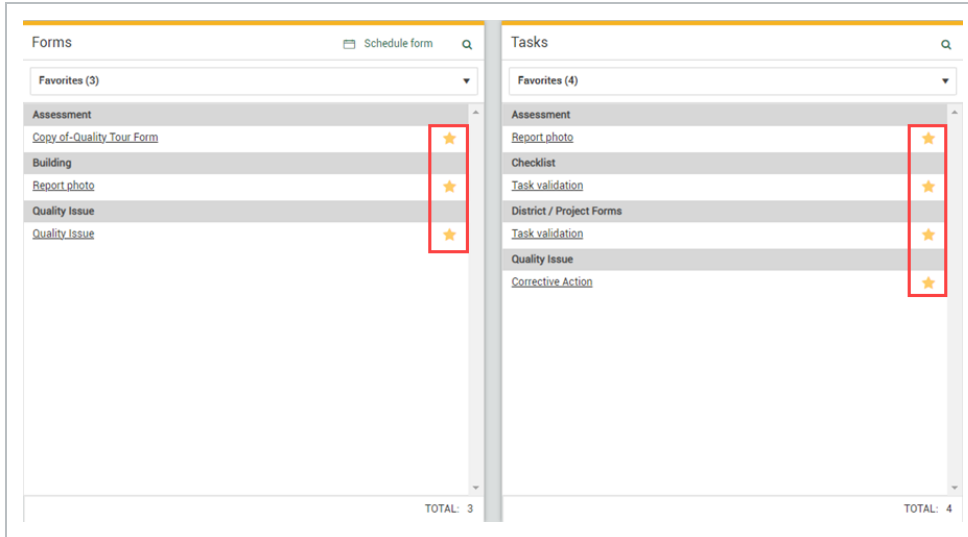 Forms
Schedule form
Favorites (3)
Assessment
Copy of-Quality Tour Form
Building
Report photo
Quality Issue
Quality Issue
TOTAL: 3
Tasks
Favorites (4)
Assessment
Report photo
Checklist
Task validation
District / Project Forms
Task validation
Quality Issue
Corrective Action
TOTAL: 4